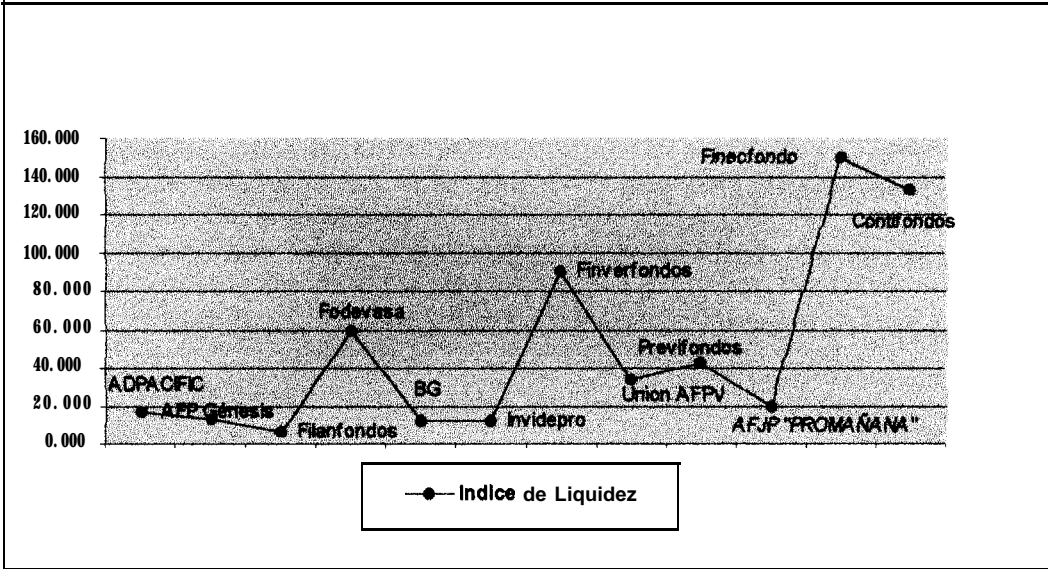 160.000
140.000
120.000
100.000
80.000
60.000
40.000
20.000
0.000
ADPACIFIC
AFP Génesis
Filanfondos
Fodevasa
BG
Invidepro
Finverfondos
Union AFPV
Previfondos
AFJP "PROMAÑANA"
Finecfondo
Contifondos
Indice de Liquidez